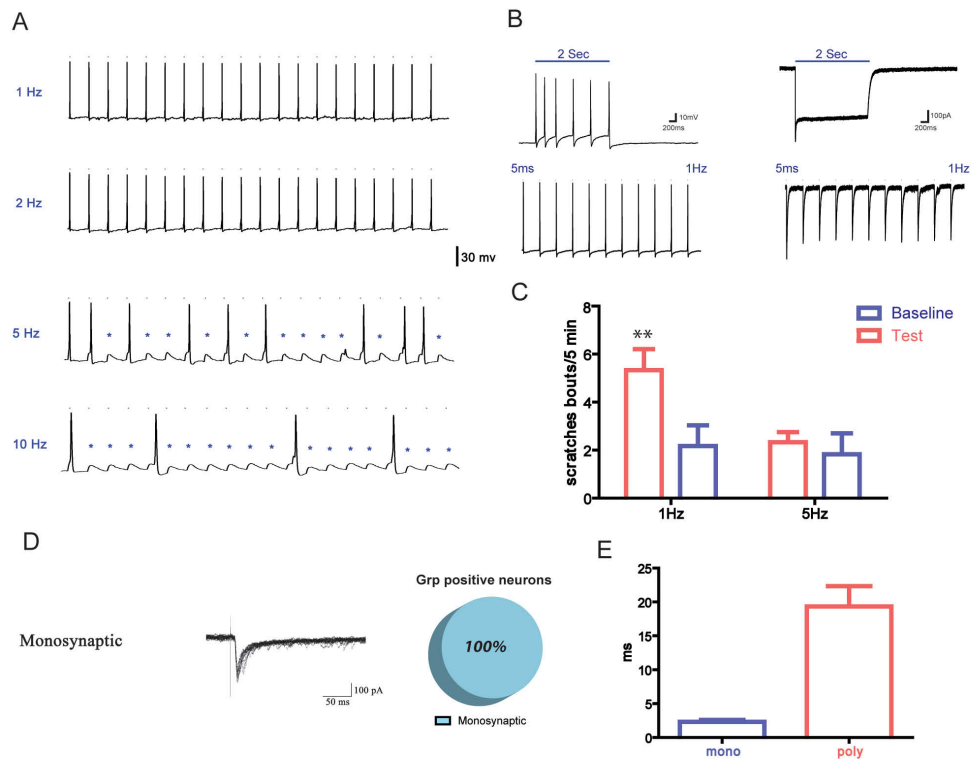 A
1 Hz
2 Hz
30 mv
5 Hz
* * * * * * * * * *
10 Hz
* * * * * * * * * * * * * * * *
B
2 Sec
10mV
200ms
2 Sec
100pA
200ms
5ms 1Hz
5ms 1Hz
C
scratches bouts/5 min
8
6
4
2
0
**
1Hz
5Hz
Baseline
Test
D
Monosynaptic
100 pA
50 ms
Grp positive neurons
100%
Monosynaptic
E
ms
25
20
15
10
5
0
mono
poly